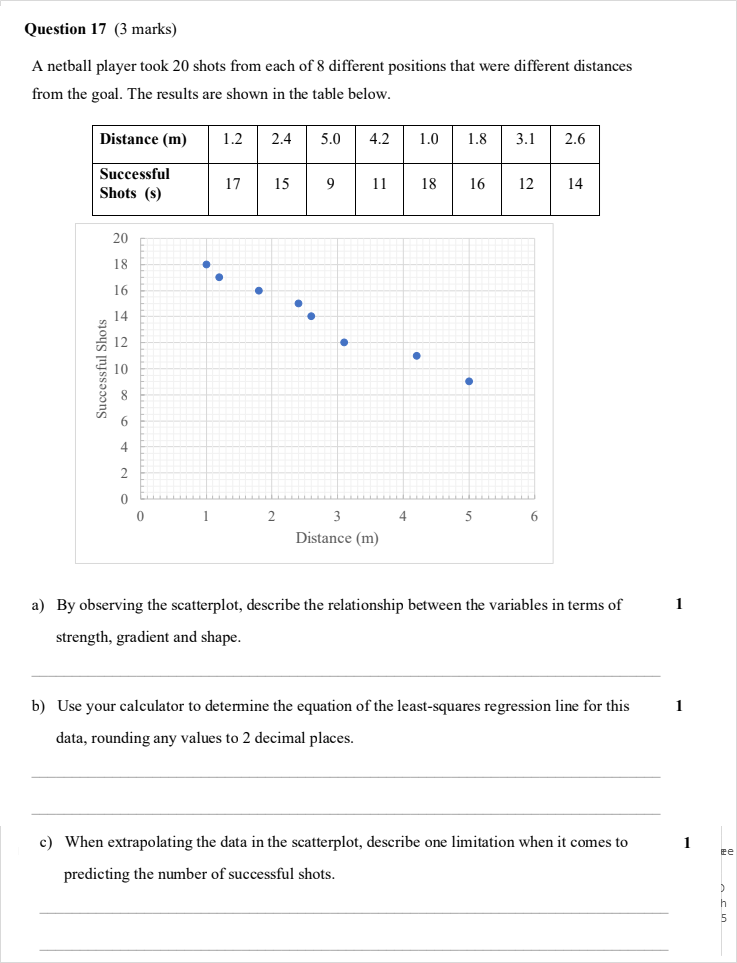 Question 17 (3 marks)
A netball player took 20 shots from each of 8 different positions that were different distances
from the goal. The results are shown in the table below.
Distance (m) 1.2 2.4 5.0 4.2 1.0 1.8 3.1 2.6
Successful
Shots (s) 17 15 9 11 18 16 12 14
20
18
16
14
12
10
8
6
4
2
0
Successful Shots
0 1 2 3 4 5 6
Distance (m)
a) By observing the scatterplot, describe the relationship between the variables in terms of 1
strength, gradient and shape.
b) Use your calculator to determine the equation of the least-squares regression line for this 1
data, rounding any values to 2 decimal places.
c) When extrapolating the data in the scatterplot, describe one limitation when it comes to 1
predicting the number of successful shots.
h
5